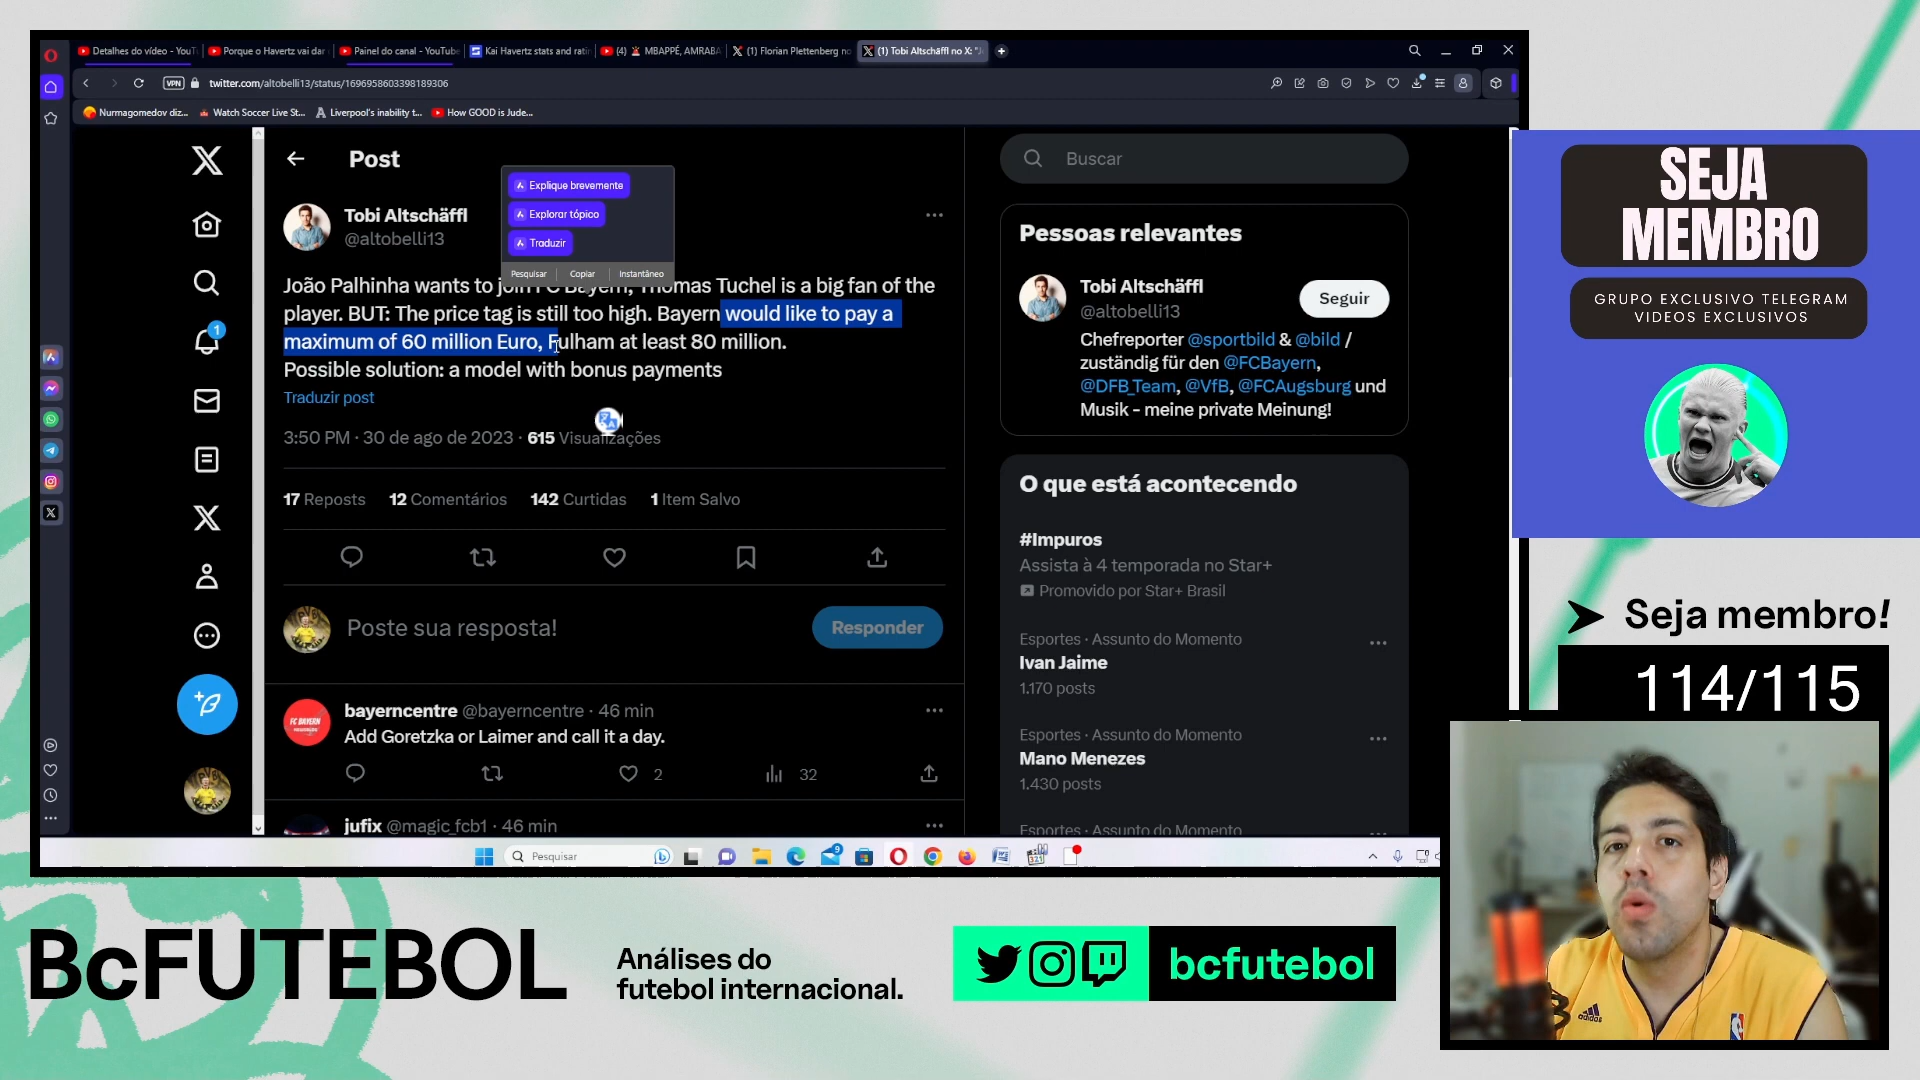 Detalhes do vídeo - YouT
Porque o Havertz vai dar
Painel do canal - YouTube
Kai Havertz stats and ratin
(4) 🚨 MBAPPÉ, AMRABA
(1) Florian Plettenberg no
(1) Tobi Altschäffl no X: "J
VPN
twitter.com/altobelli13/status/1696958603398189306
Nurmagomedov diz...
Watch Soccer Live St...
Liverpool's inability t...
How GOOD is Jude...
Post
Tobi Altschäffl
@altobelli13
Explique brevemente
Explorar tópico
Traduzir
Pesquisar
Copiar
Instantâneo
João Palhinha wants to join FC Bayern, Thomas Tuchel is a big fan of the
player. BUT: The price tag is still too high. Bayern would like to pay a
maximum of 60 million Euro, Fulham at least 80 million.
Possible solution: a model with bonus payments
Traduzir post
3:50 PM · 30 de ago de 2023 · 615 Visualizações
17 Reposts 12 Comentários 142 Curtidas 1 Item Salvo
1
Poste sua resposta!
Responder
FC BAYERN
bayerncentre @bayerncentre · 46 min
Add Goretzka or Laimer and call it a day.
2
32
jufix @magic_fcb1 · 46 min
Buscar
Pessoas relevantes
Tobi Altschäffl
@altobelli13
Seguir
Chefreporter @sportbild & @bild /
zuständig für den @FCBayern,
@DFB_Team, @VfB, @FCAugsburg und
Musik - meine private Meinung!
O que está acontecendo
#Impuros
Assista à 4 temporada no Star+
Promovido por Star+ Brasil
Esportes · Assunto do Momento
Ivan Jaime
1.170 posts
Esportes · Assunto do Momento
Mano Menezes
1.430 posts
Esportes · Assunto do Momento
Pesquisar
9
321
SEJA
MEMBRO
GRUPO EXCLUSIVO TELEGRAM
VIDEOS EXCLUSIVOS
Seja membro!
114/115
adidas
BcFUTEBOL
Análises do
futebol internacional.
bcfutebol